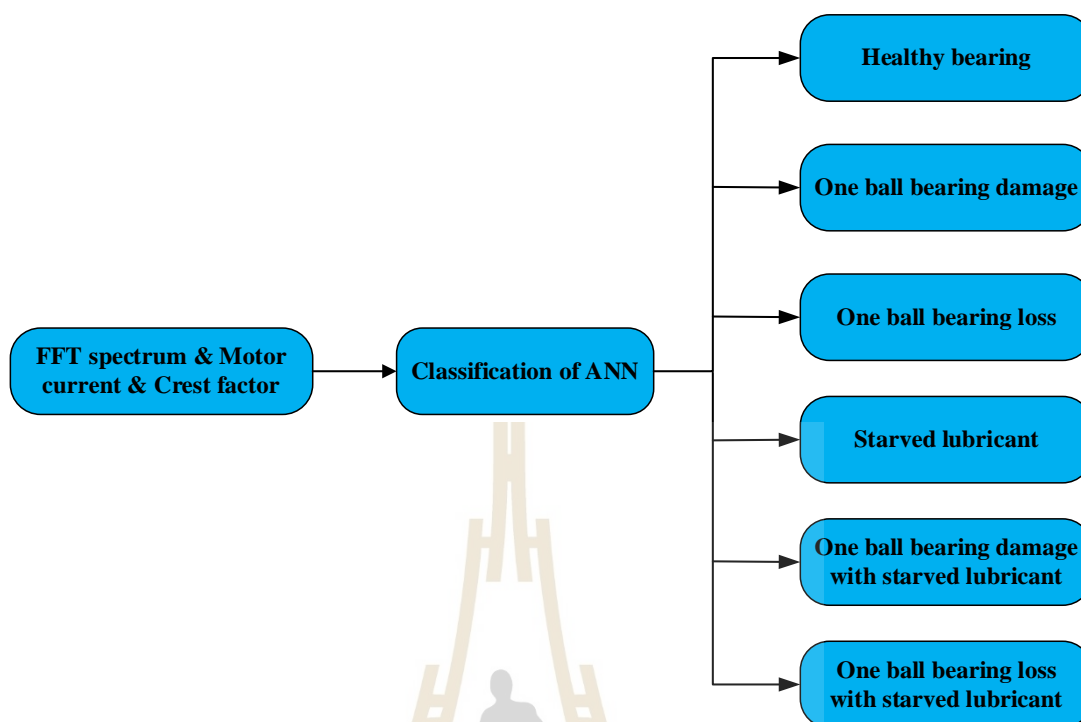 Healthy bearing
One ball bearing damage
One ball bearing loss
FFT spectrum & Motor
current & Crest factor
Classification of ANN
Starved lubricant
One ball bearing damage
with starved lubricant
One ball bearing loss
with starved lubricant